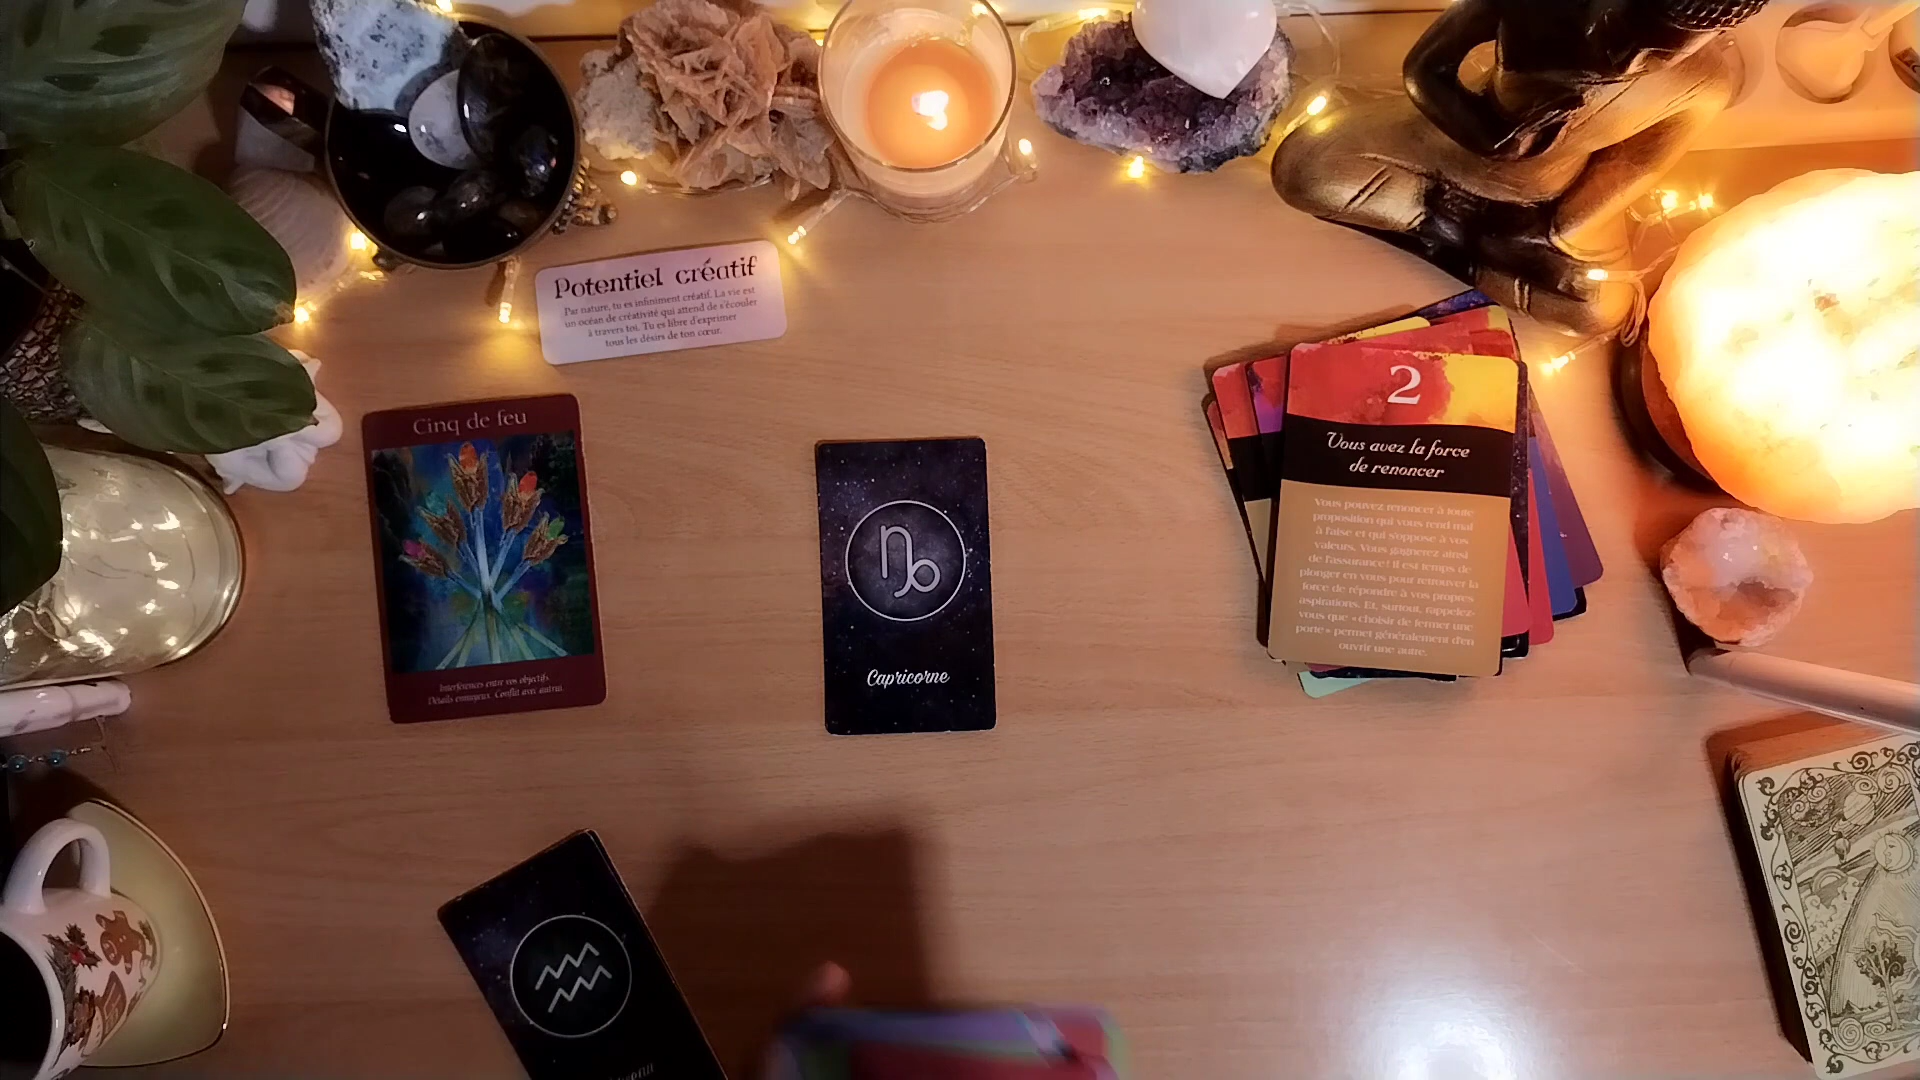 Potentiel créatif
Par nature, tu es infiniment créatif. La vie est
un océan de créativité qui attend de s'écouler
à travers toi. Tu es libre d'exprimer
tous les désirs de ton cœur.
Cinq de feu
Interférences entre vos objectifs.
Détails ennuyeux. Conflit avec autrui.
Capricorne
2
Vous avez la force
de renoncer
Vous pouvez renoncer à toute
proposition qui vous rend mal
à l'aise et qui s'oppose à vos
valeurs. Vous gagnerez ainsi
de l'assurance ! Il est temps de
plonger en vous pour retrouver la
force de répondre à vos propres
aspirations. Et, surtout, rappelez-
vous que « choisir de fermer une
porte » permet généralement d'en
ouvrir une autre.